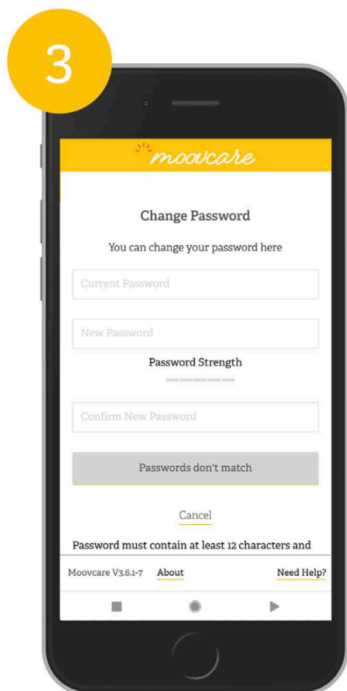 3
moovcare
Change Password
You can change your password here
Current Password
New Password
Password Strength
Confirm New Password
Passwords don't match
Cancel
Password must contain at least 12 characters and
Moovcare V3.6.1-7 About Need Help?